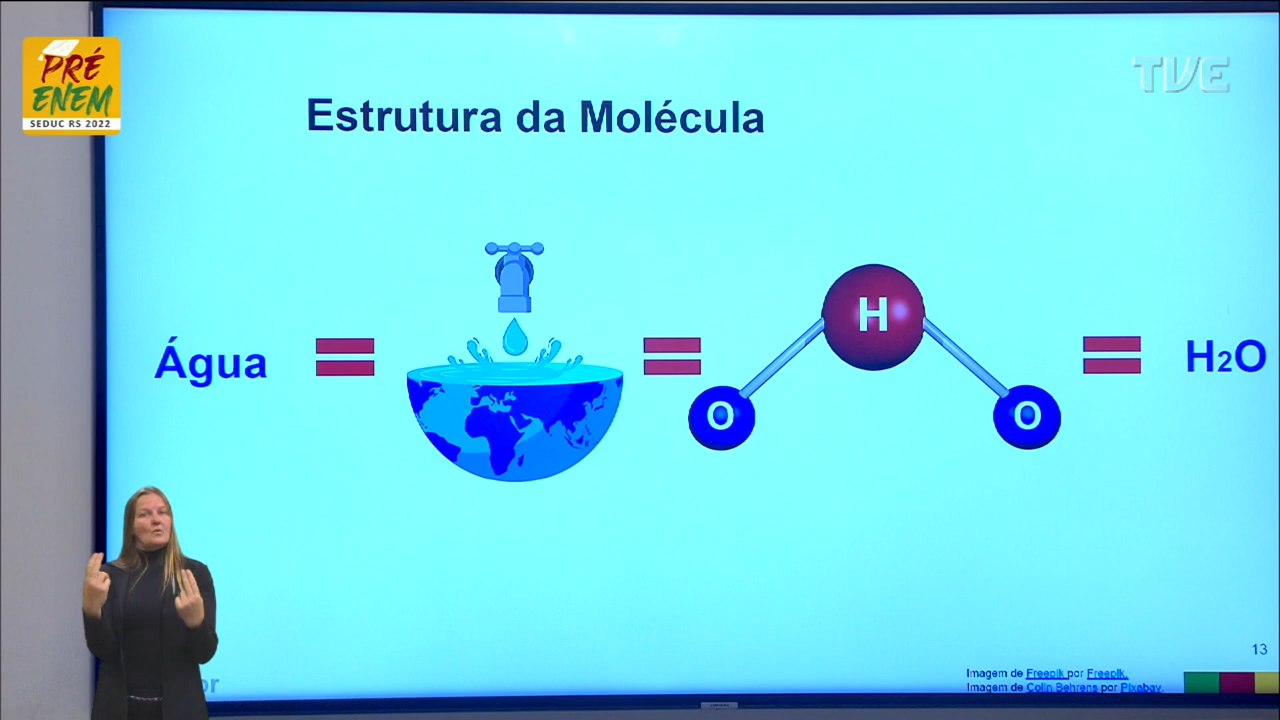 PRÉ
ENEM
SEDUC RS 2022
TVE
Estrutura da Molécula
Água
H
O
O
H2O
13
Imagem de Freepik por Freepik.
Imagem de Colin Behrens por Pixabay.
or